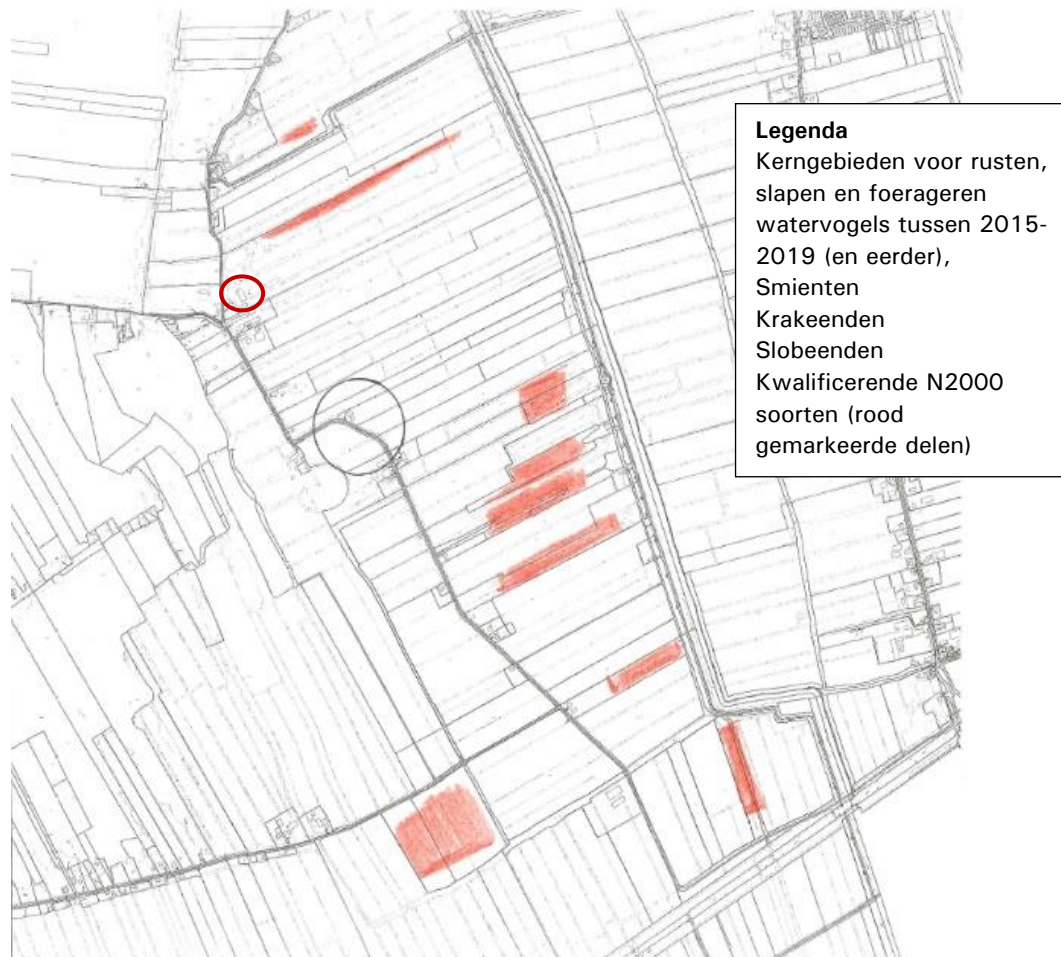 Legenda
Kerngebieden voor rusten,
slapen en foerageren
watervogels tussen 2015-
2019 (en eerder),
Smienten
Krakeenden
Slobeenden
Kwalificerende N2000
soorten (rood
gemarkeerde delen)